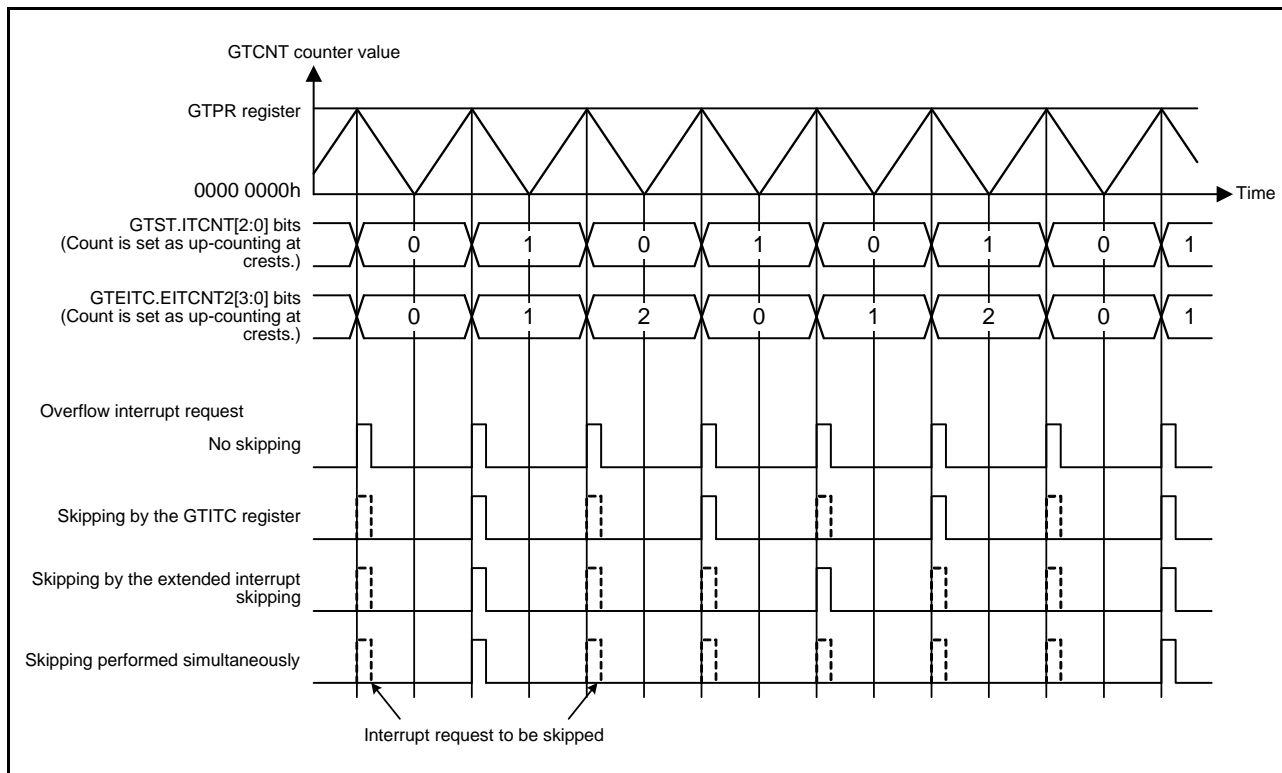 GTCNT counter value
GTPR register
0000 0000h
Time
GTST.ITCNT[2:0] bits
(Count is set as up-counting at
crests.)
0 1 0 1 0 1 0 1
GTEITC.EITCNT2[3:0] bits
(Count is set as up-counting at
crests.)
0 1 2 0 1 2 0 1
Overflow interrupt request
No skipping
Skipping by the GTITC register
Skipping by the extended interrupt
skipping
Skipping performed simultaneously
Interrupt request to be skipped